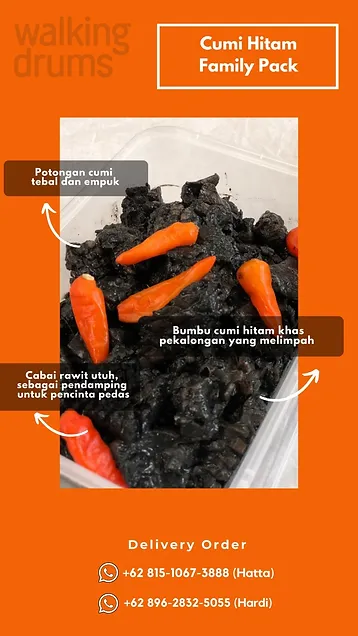 walking
drums
Cumi Hitam
Family Pack
Potongan cumi
tebal dan empuk
Bumbu cumi hitam khas
pekalongan yang melimpah
Cabai rawit utuh,
sebagai pendamping
untuk pencinta pedas
Delivery Order
+62 815-1067-3888 (Hatta)
+62 896-2832-5055 (Hardi)